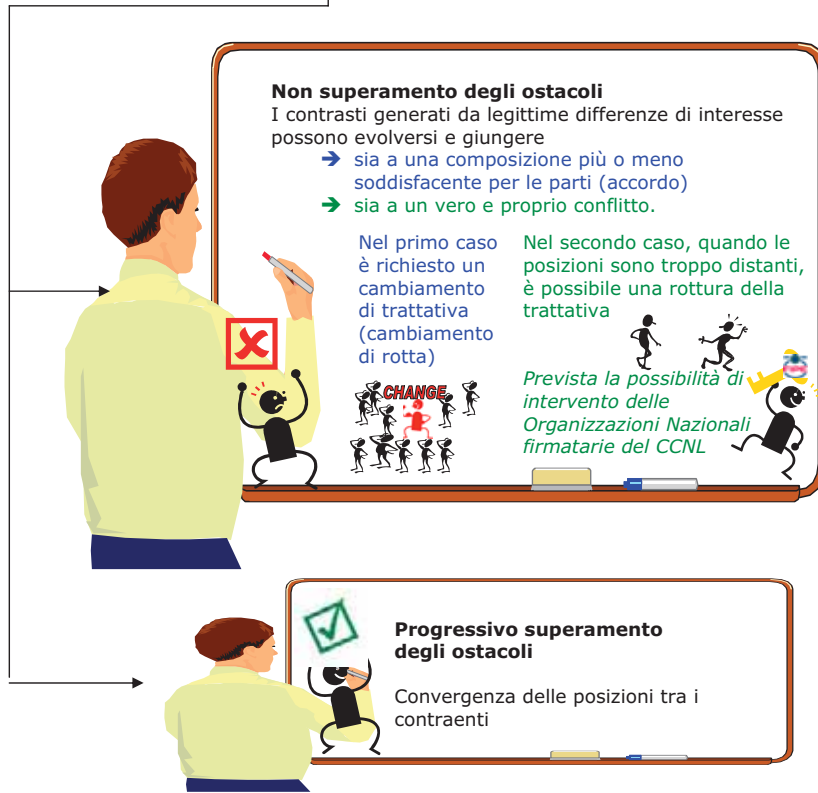 Non superamento degli ostacoli
I contrasti generati da legittime differenze di interesse
possono evolversi e giungere
➔ sia a una composizione più o meno
soddisfacente per le parti (accordo)
➔ sia a un vero e proprio conflitto.
Nel primo caso
è richiesto un
cambiamento
di trattativa
(cambiamento
di rotta)
CHANGE
Nel secondo caso, quando le
posizioni sono troppo distanti,
è possibile una rottura della
trattativa
Prevista la possibilità di
intervento delle
Organizzazioni Nazionali
firmatarie del CCNL
Progressivo superamento
degli ostacoli
Convergenza delle posizioni tra i
contraenti